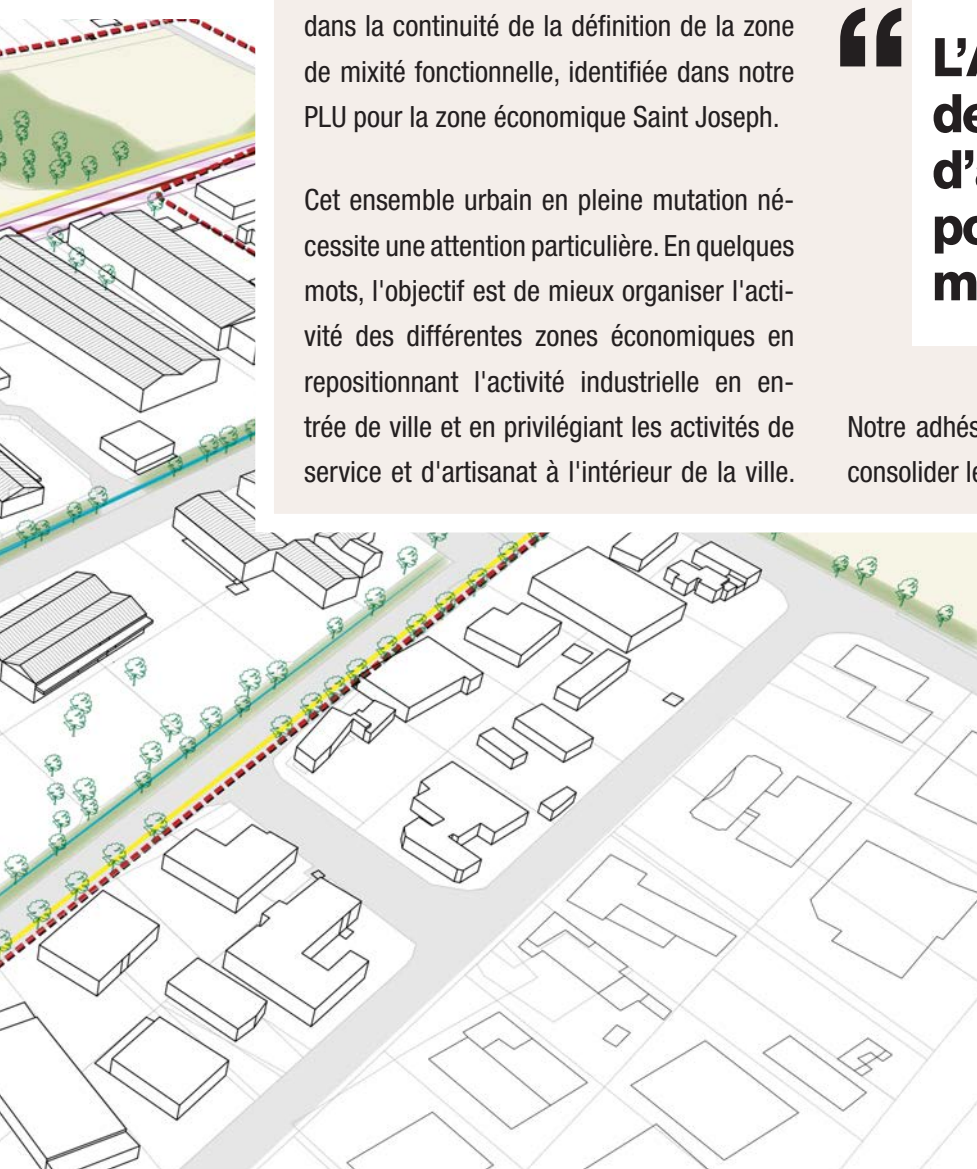 dans la continuité de la définition de la zone
de mixité fonctionnelle, identifiée dans notre
PLU pour la zone économique Saint Joseph.
Cet ensemble urbain en pleine mutation né-
cessite une attention particulière. En quelques
mots, l'objectif est de mieux organiser l'acti-
vité des différentes zones économiques en
repositionnant l'activité industrielle en en-
trée de ville et en privilégiant les activités de
service et d'artisanat à l'intérieur de la ville.
“
Notre
consolider